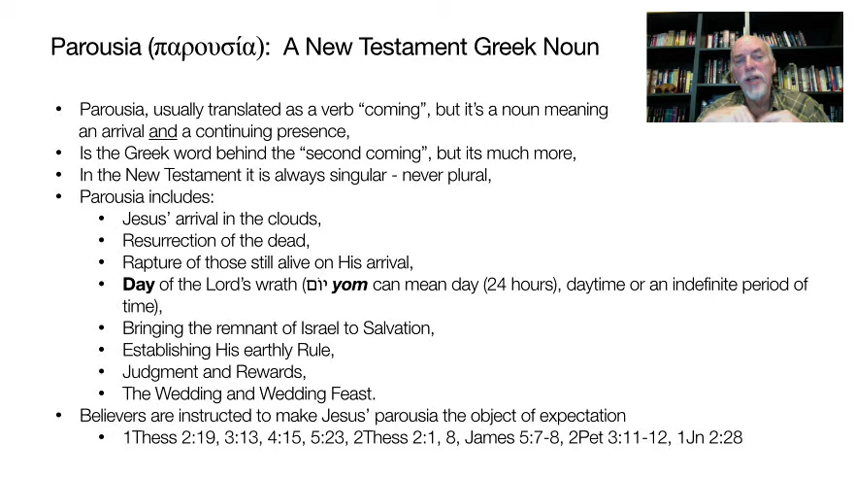 Parousia (παρουσία):  A New Testament Greek Noun
• Parousia, usually translated as a verb “coming”, but it’s a noun meaning
an arrival and a continuing presence,
• Is the Greek word behind the “second coming”, but its much more,
• In the New Testament it is always singular - never plural,
• Parousia includes:
• Jesus’ arrival in the clouds,
• Resurrection of the dead,
• Rapture of those still alive on His arrival,
• Day of the Lord’s wrath (יוֹם yom can mean day (24 hours), daytime or an indefinite period of
time),
• Bringing the remnant of Israel to Salvation,
• Establishing His earthly Rule,
• Judgment and Rewards,
• The Wedding and Wedding Feast.
• Believers are instructed to make Jesus’ parousia the object of expectation
• 1Thess 2:19, 3:13, 4:15, 5:23, 2Thess 2:1, 8, James 5:7-8, 2Pet 3:11-12, 1Jn 2:28